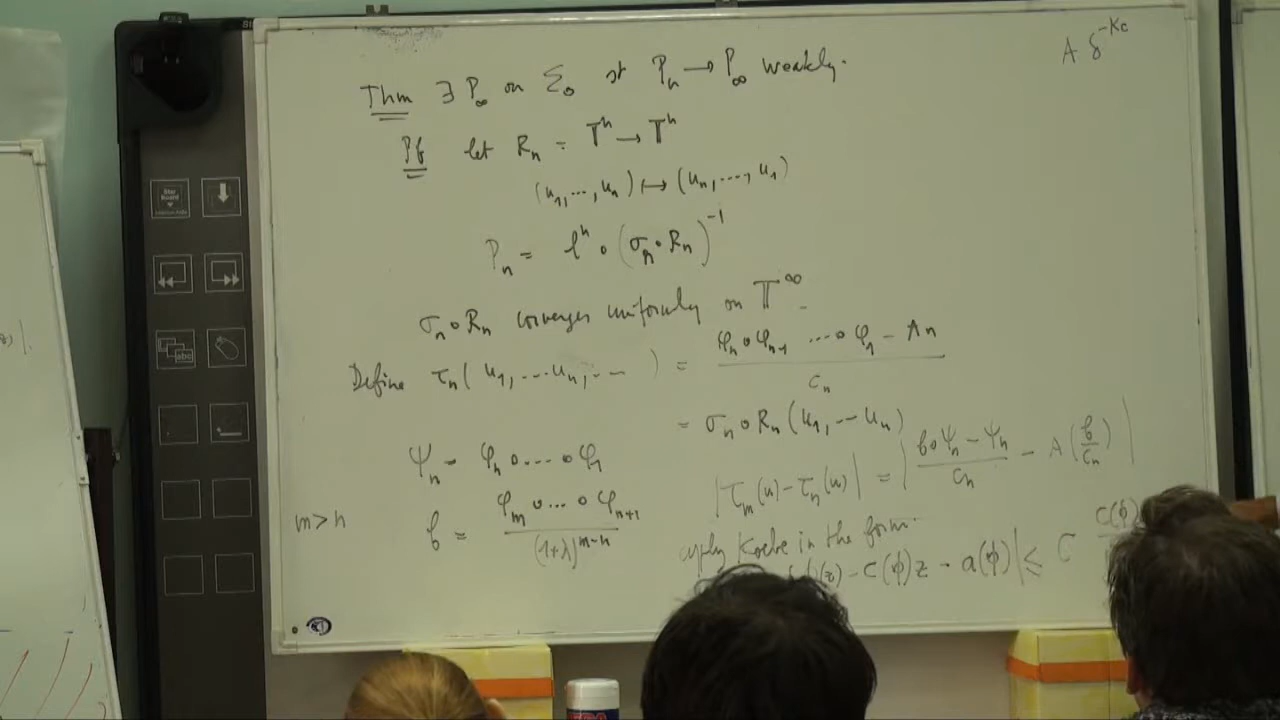 A δ^{-Kc}
Thm ∃ P_∞ on Σ_0 st P_n → P_∞ weakly.
Pf let R_n = 𝕋^n → 𝕋^n
(u_1, ..., u_n) ↦ (u_n, ..., u_1)
P_n = l^n ∘ (σ_n ∘ R_n)^{-1}
σ_n ∘ R_n converges uniformly on 𝕋^∞
Define τ_n(u_1, ... u_n, ... ) = (φ_n ∘ φ_{n-1} ... ∘ φ_1 - A_n) / c_n
= σ_n ∘ R_n (u_1, -- u_n)
Ψ_n = φ_n ∘ .... ∘ φ_1
|τ_m(u) - τ_n(u)| = | (f ∘ Ψ_n - Ψ_n) / c_n - A(f / c_n) |
m > n f = (φ_m ∘ ... ∘ φ_{n+1}) / (1+λ)^{m-n}
apply Koebe in the form.
(z) - c(ϕ)z - a(ϕ)| ≤ C c(ϕ)